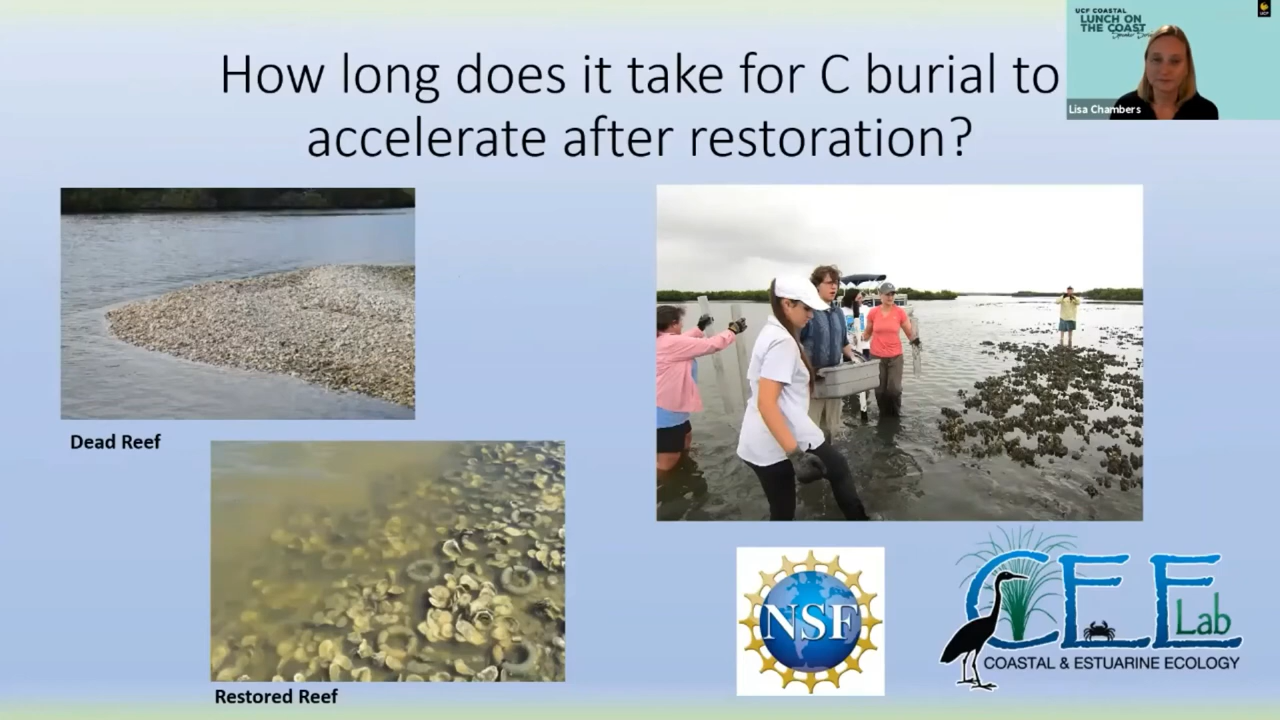 How long does it take for C burial to
accelerate after restoration?
UCF COASTAL
LUNCH ON
THE COAST
Lisa Chambers
Dead Reef
Restored Reef
NSF
CEE Lab
COASTAL & ESTUARINE ECOLOGY